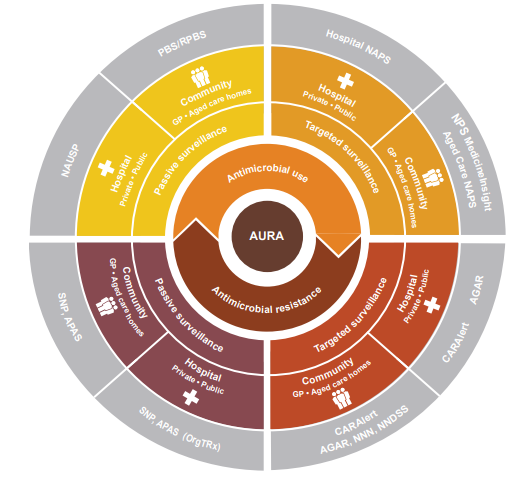 PBS/RPBS
Hospital NAPS
Community
GP • Aged care homes
Hospital
Private • Public
NAUSP
Hospital
Private • Public
Passive surveillance
Targeted surveillance
Community
GP • Aged care homes
NPS MedicineInsight
Aged Care NAPS
Antimicrobial use
AURA
Antimicrobial resistance
SNP, APAS
Community
GP • Aged care homes
Passive surveillance
Targeted surveillance
Hospital
Private • Public
AGAR
CARAlert
Hospital
Private • Public
Community
GP • Aged care homes
SNP, APAS (OrgTRx)
CARAlert
AGAR, NNN, NNDSS